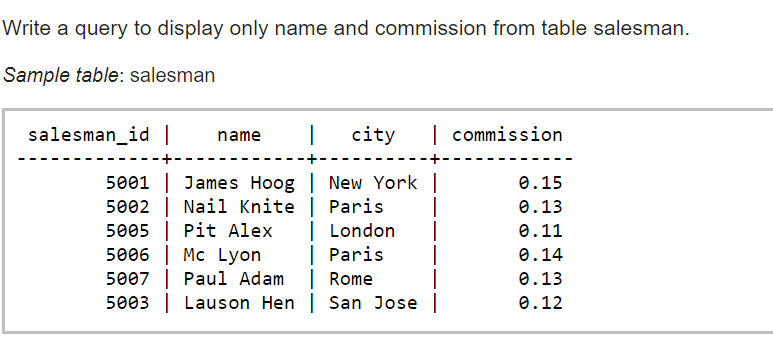 Write a query to display only name and commission from table salesman.
Sample table: salesman
salesman_id | name | city | commission
------------+------------+----------+------------
5001 | James Hoog | New York | 0.15
5002 | Nail Knite | Paris | 0.13
5005 | Pit Alex | London | 0.11
5006 | Mc Lyon | Paris | 0.14
5007 | Paul Adam | Rome | 0.13
5003 | Lauson Hen | San Jose | 0.12